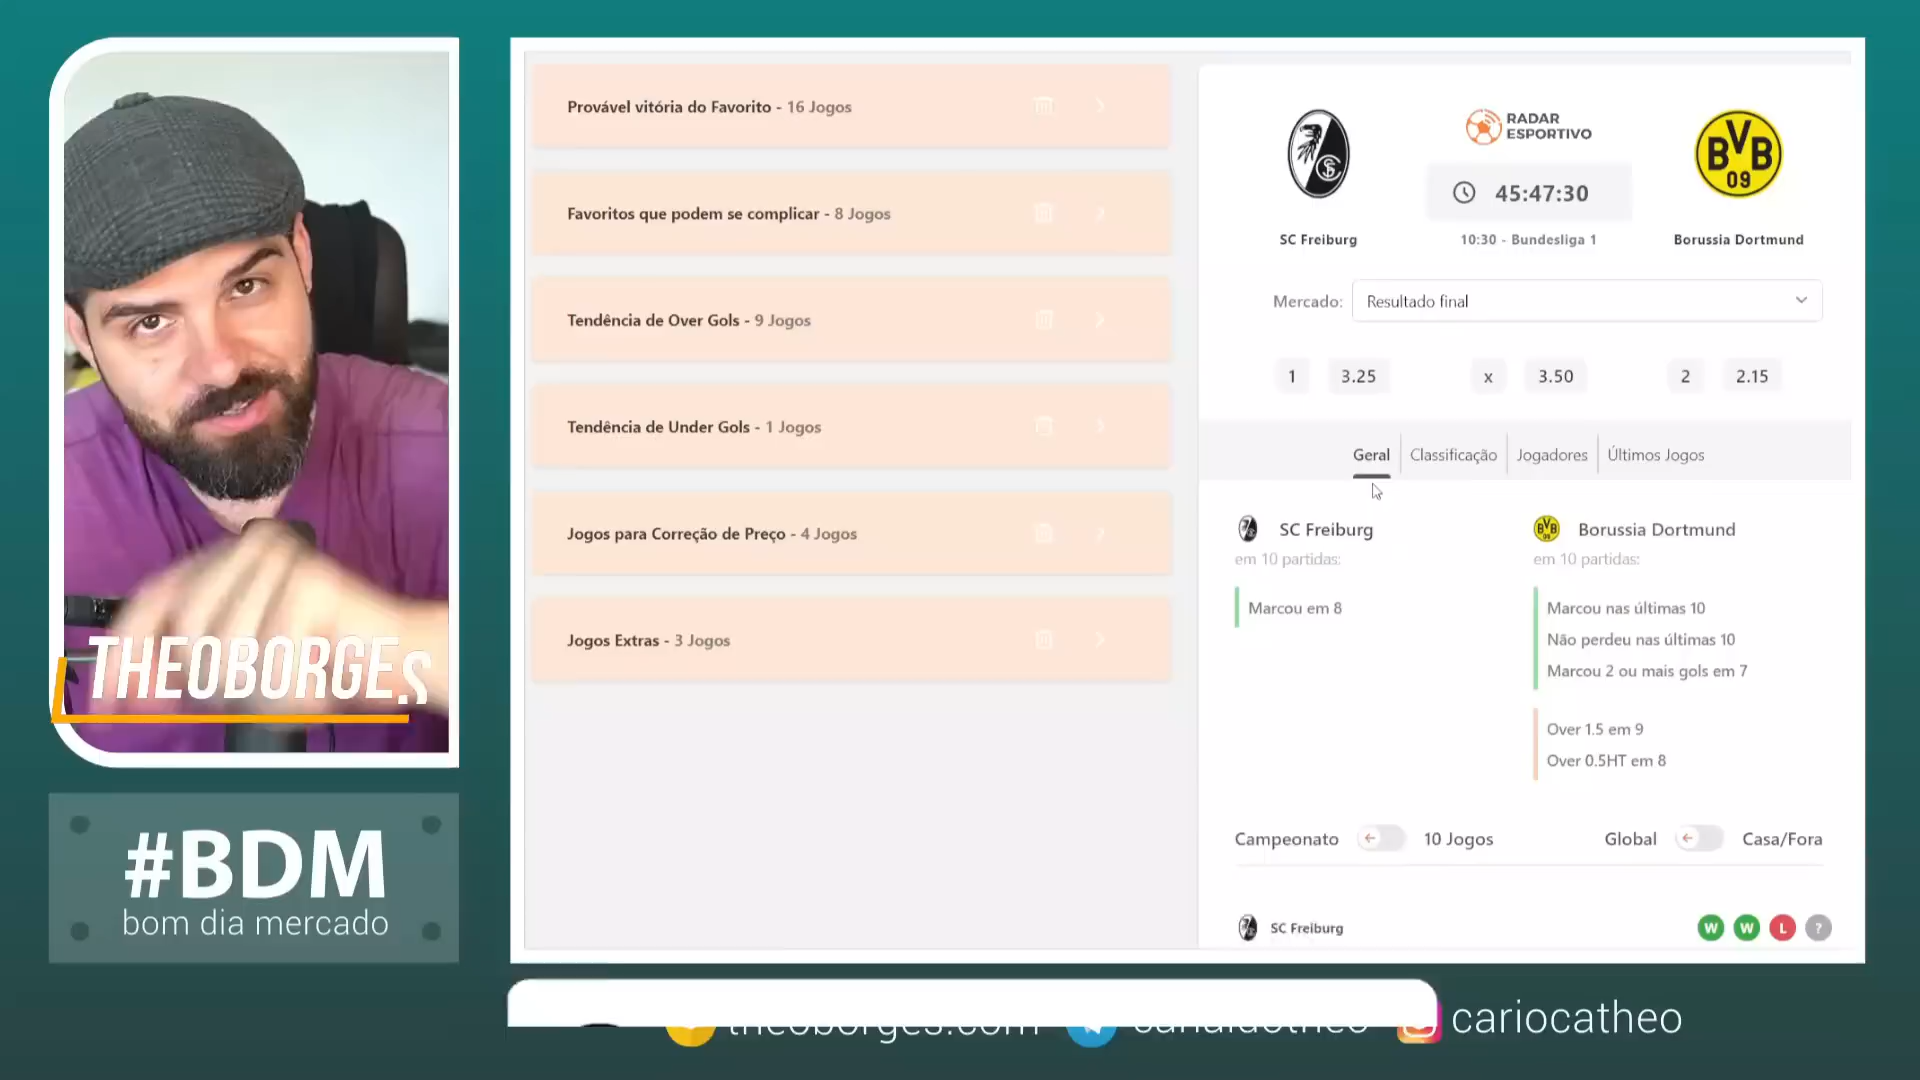 THEOBORGES
#BDM
bom dia mercado
Provável vitória do Favorito - 16 Jogos
Favoritos que podem se complicar - 8 Jogos
Tendência de Over Gols - 9 Jogos
Tendência de Under Gols - 1 Jogos
Jogos para Correção de Preço - 4 Jogos
Jogos Extras - 3 Jogos
RADAR
ESPORTIVO
BVB
09
45:47:30
SC Freiburg
10:30 - Bundesliga 1
Borussia Dortmund
Mercado: Resultado final
1 3.25 x 3.50 2 2.15
Geral Classificação Jogadores Últimos Jogos
SC Freiburg
em 10 partidas:
Marcou em 8
Borussia Dortmund
em 10 partidas:
Marcou nas últimas 10
Não perdeu nas últimas 10
Marcou 2 ou mais gols em 7
Over 1.5 em 9
Over 0.5HT em 8
Campeonato 10 Jogos Global Casa/Fora
SC Freiburg W W L ?
theoborges.com canaldotheo cariocatheo